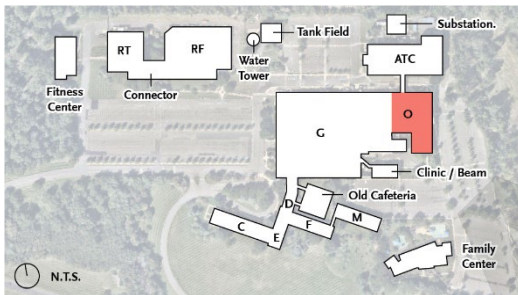 Substation.
Tank Field
RT
RF
ATC
Water
Tower
Fitness
Center
Connector
O
G
Clinic / Beam
Old Cafeteria
D
M
C
F
E
Family
Center
N.T.S.